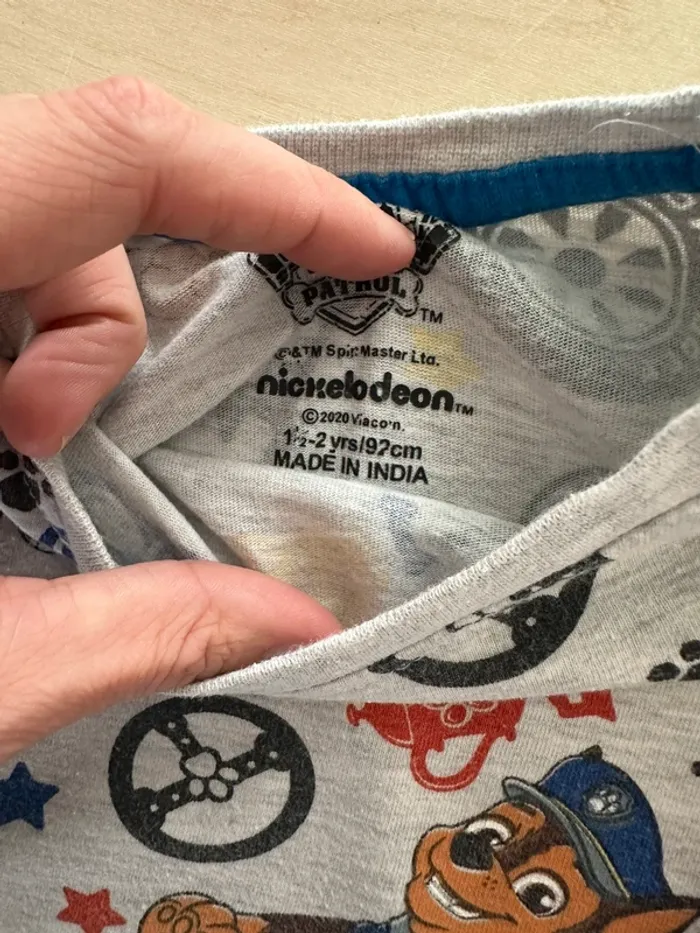 PATROL
TM
©&TM Spin Master Ltd.
nickelodeon TM
©2020 Viacom.
1½-2 yrs/92cm
MADE IN INDIA